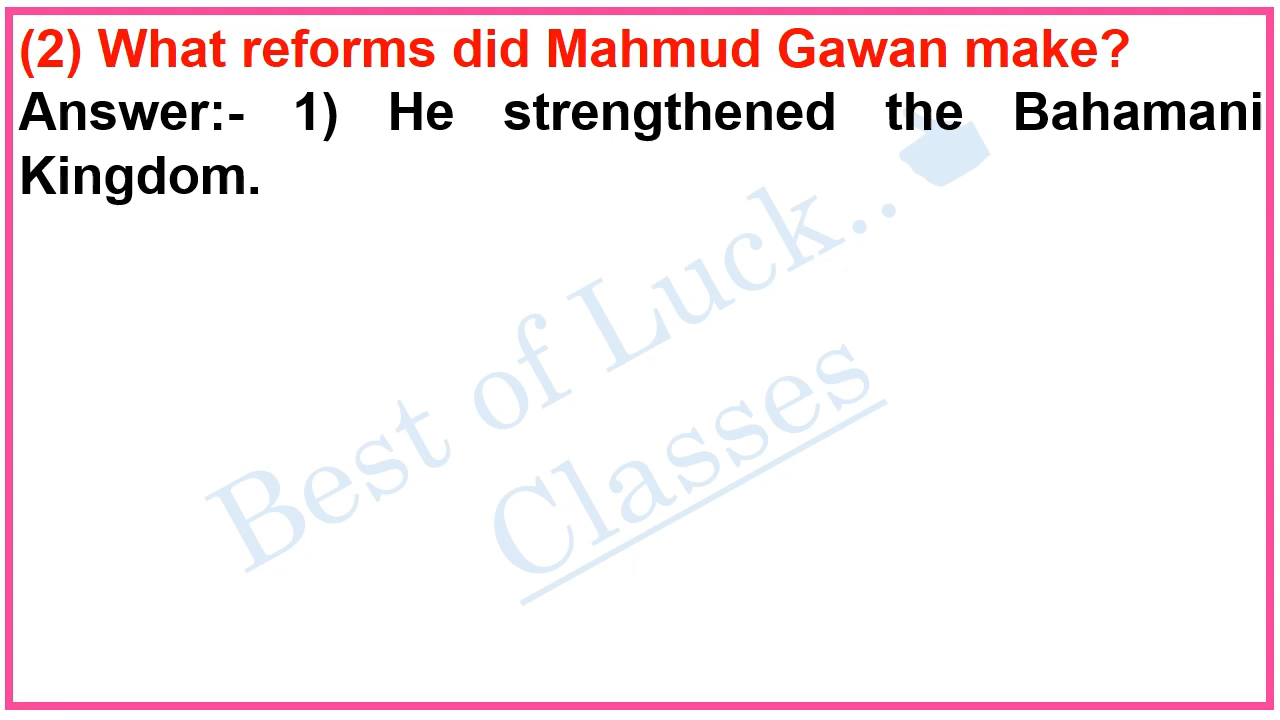 (2) What reforms did Mahmud Gawan make?
Answer:- 1) He strengthened the Bahamani
Kingdom.
Best of Luck..
Classes